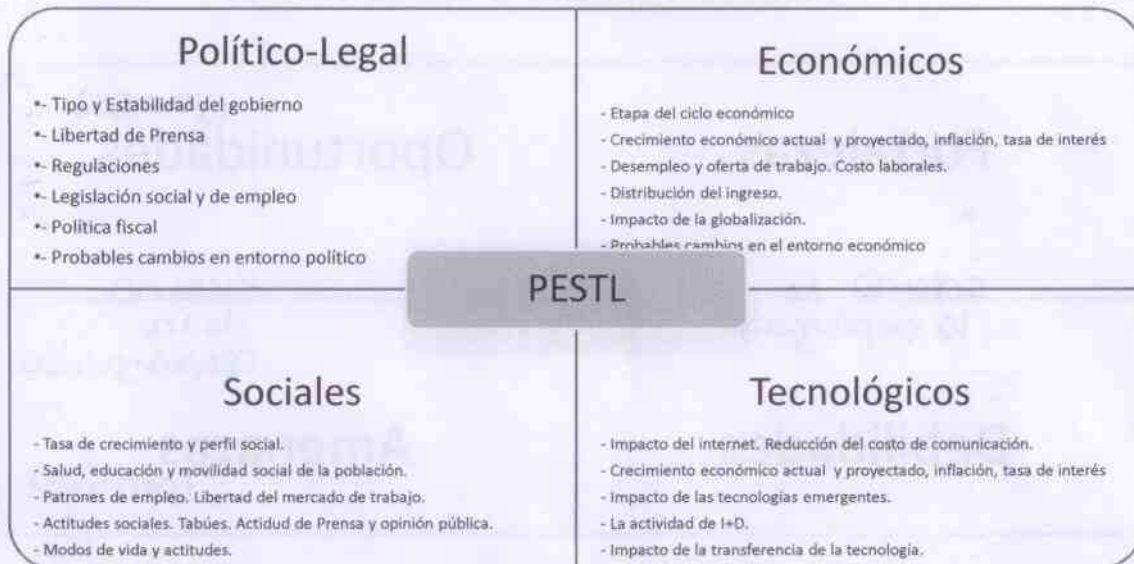 Político-Legal
•- Tipo y Estabilidad del gobierno
•- Libertad de Prensa
•- Regulaciones
•- Legislación social y de empleo
•- Política fiscal
•- Probables cambios en entorno político
Económicos
- Etapa del ciclo económico
- Crecimiento económico actual y proyectado, inflación, tasa de interés
- Desempleo y oferta de trabajo. Costo laborales.
- Distribución del ingreso.
- Impacto de la globalización.
- Probables cambios en el entorno económico
PESTL
Sociales
- Tasa de crecimiento y perfil social.
- Salud, educación y movilidad social de la población.
- Patrones de empleo. Libertad del mercado de trabajo.
- Actitudes sociales. Tabúes. Actidud de Prensa y opinión pública.
- Modos de vida y actitudes.
Tecnológicos
- Impacto del internet. Reducción del costo de comunicación.
- Crecimiento económico actual y proyectado, inflación, tasa de interés
- Impacto de las tecnologías emergentes.
- La actividad de I+D.
- Impacto de la transferencia de la tecnología.
Oportunidades
Amenazas